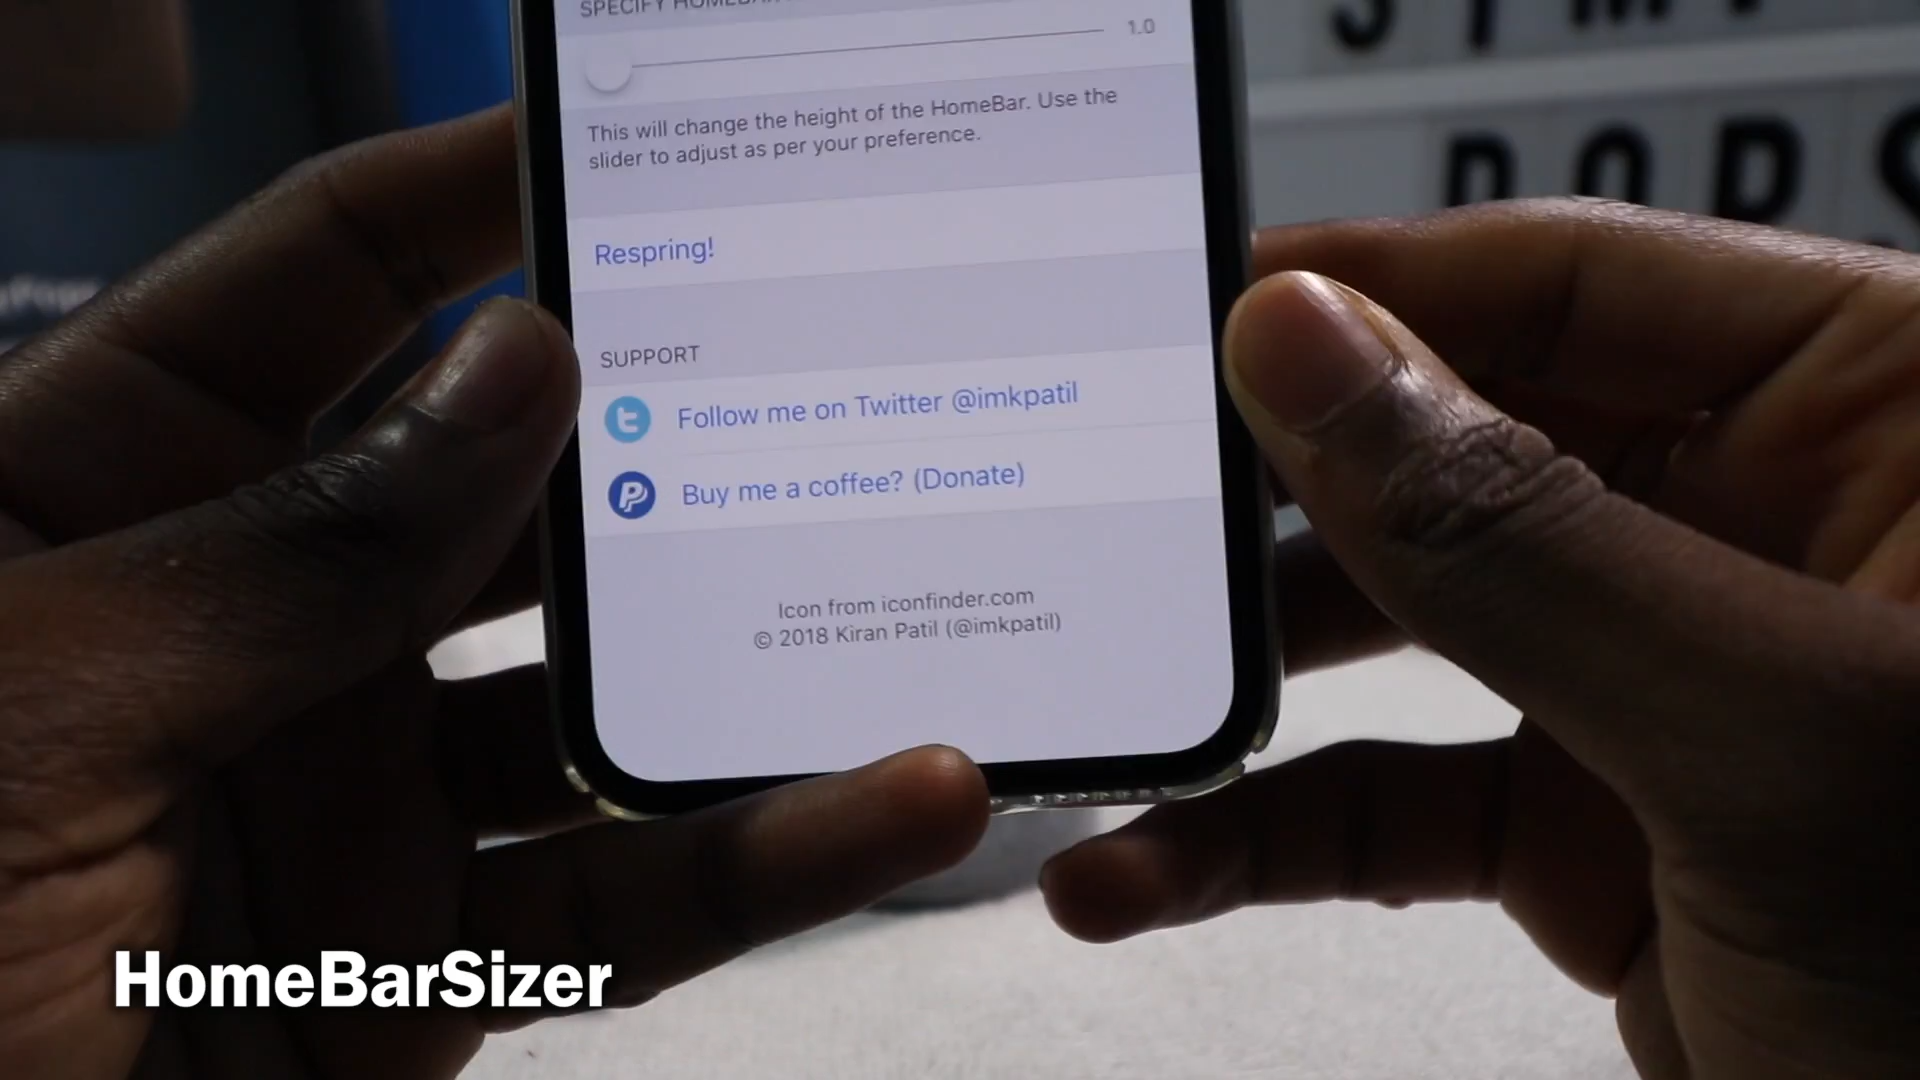 SPECIFY HOMEBAR
1.0
This will change the height of the HomeBar. Use the
slider to adjust as per your preference.
Respring!
SUPPORT
Follow me on Twitter @imkpatil
Buy me a coffee? (Donate)
Icon from iconfinder.com
© 2018 Kiran Patil (@imkpatil)
HomeBarSizer